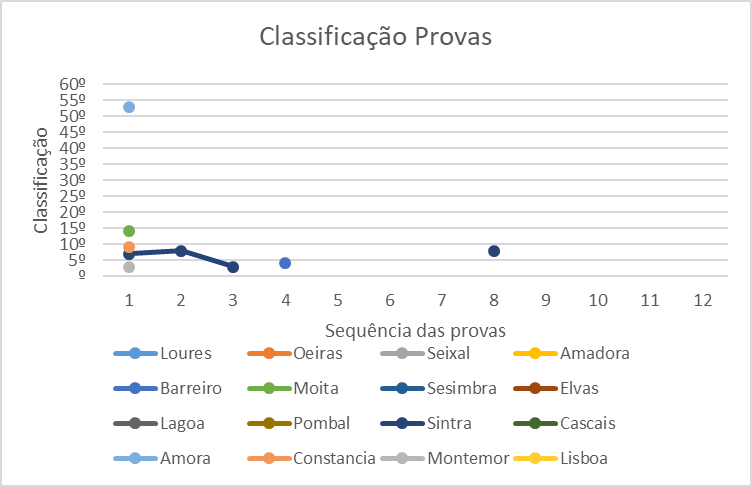 Classificação Provas
Classificação
60º
55º
50º
45º
40º
35º
30º
25º
20º
15º
10º
5º
º
1 2 3 4 5 6 7 8 9 10 11 12
Sequência das provas
Loures Oeiras Seixal Amadora
Barreiro Moita Sesimbra Elvas
Lagoa Pombal Sintra Cascais
Amora Constancia Montemor Lisboa